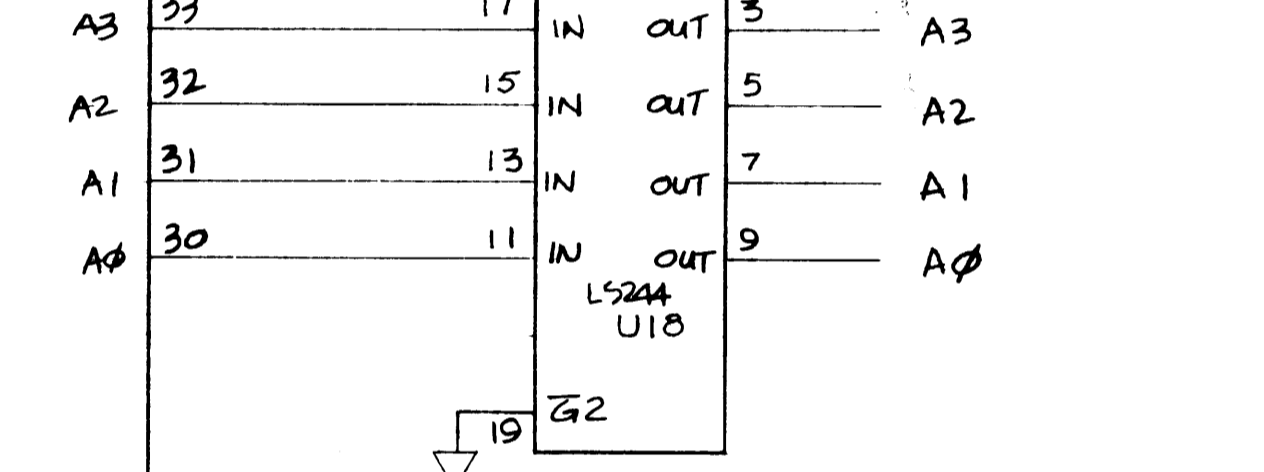 A3 33 17 IN OUT 3 A3
A2 32 15 IN OUT 5 A2
A1 31 13 IN OUT 7 A1
AØ 30 11 IN OUT 9 AØ
LS244
U18
G̅2
19